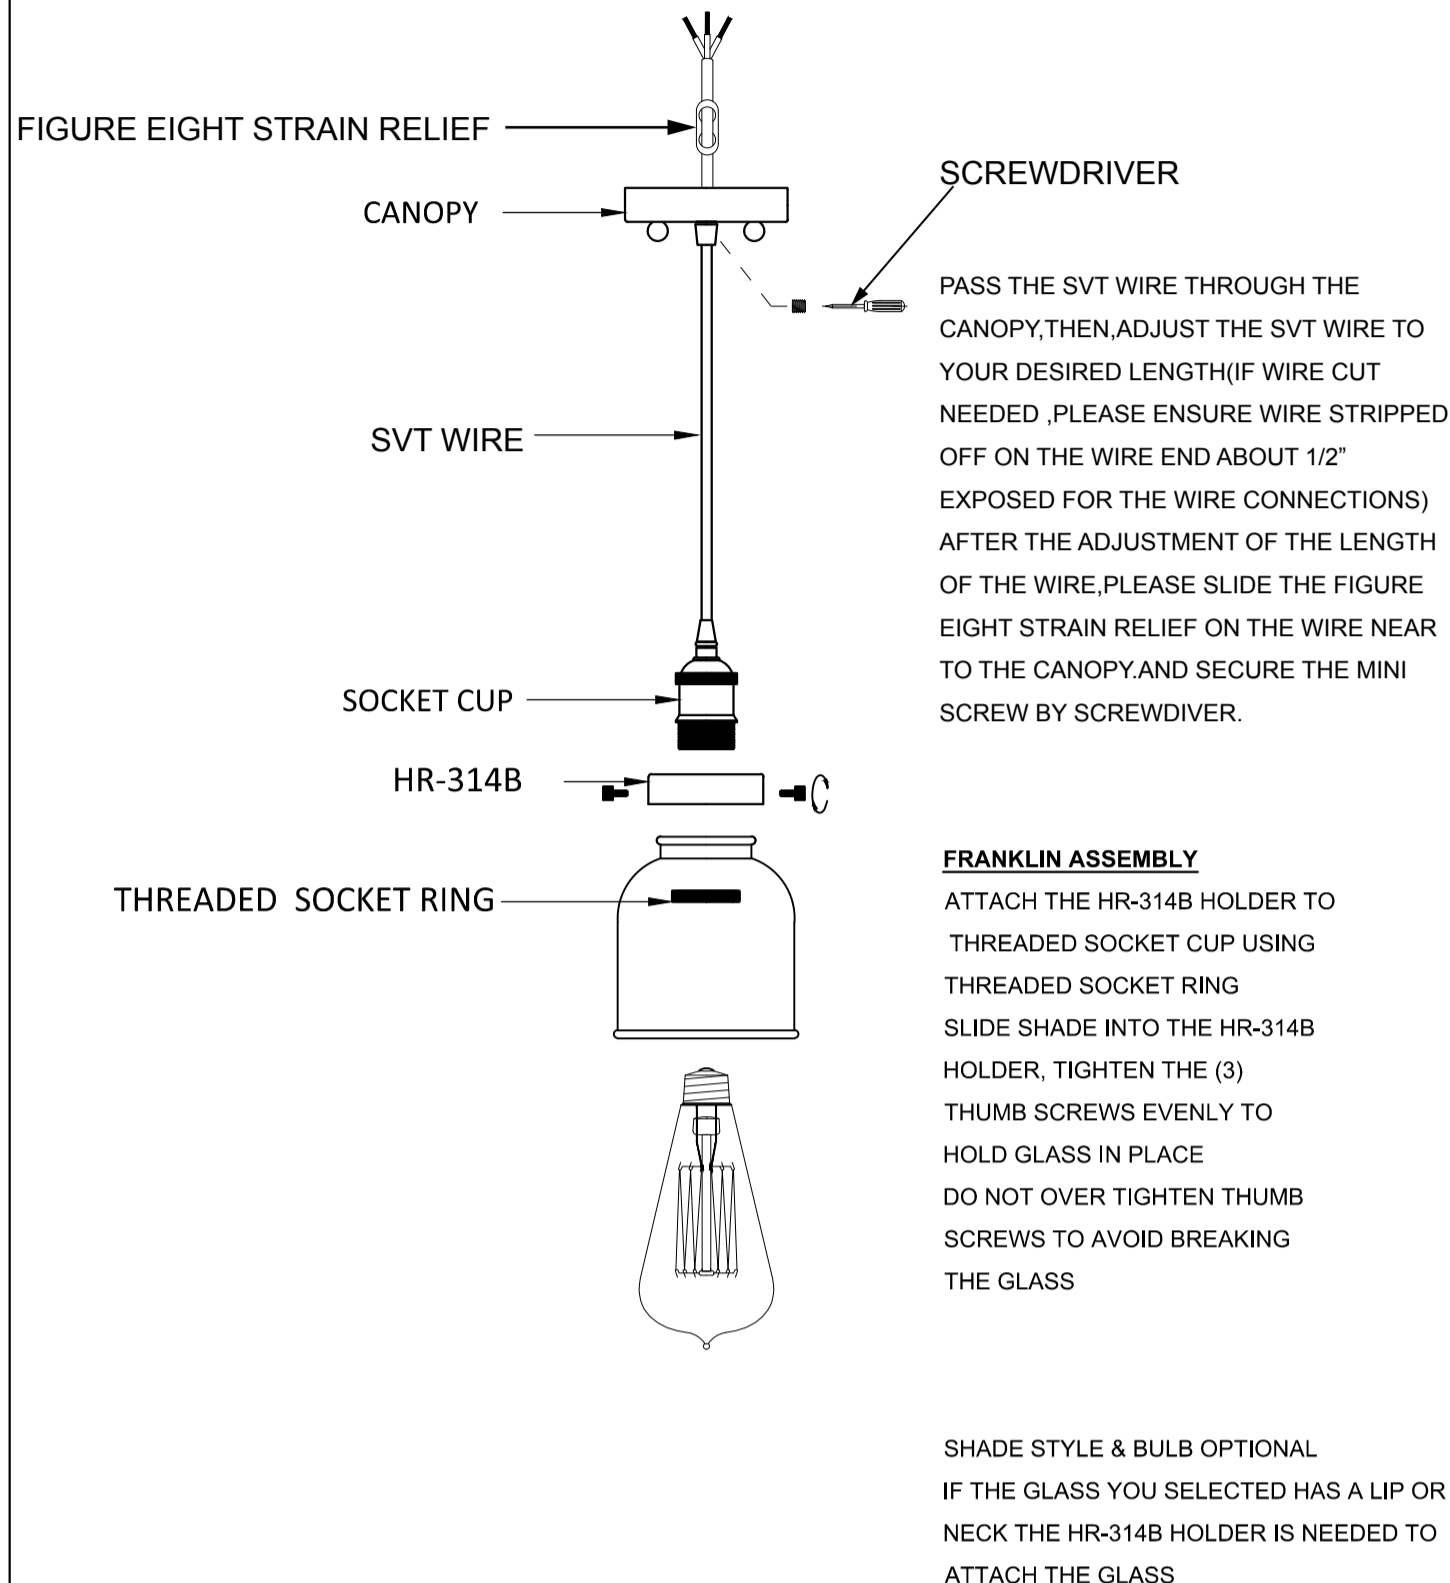 FIGURE EIGHT STRAIN RELIEF
CANOPY
SCREWDRIVER
SVT WIRE
SOCKET CUP
HR-314B
THREADED SOCKET RING
PASS THE SVT WIRE THROUGH THE
CANOPY,THEN,ADJUST THE SVT WIRE TO
YOUR DESIRED LENGTH(IF WIRE CUT
NEEDED ,PLEASE ENSURE WIRE STRIPPED
OFF ON THE WIRE END ABOUT 1/2”
EXPOSED FOR THE WIRE CONNECTIONS)
AFTER THE ADJUSTMENT OF THE LENGTH
OF THE WIRE,PLEASE SLIDE THE FIGURE
EIGHT STRAIN RELIEF ON THE WIRE NEAR
TO THE CANOPY.AND SECURE THE MINI
SCREW BY SCREWDIVER.
FRANKLIN ASSEMBLY
ATTACH THE HR-314B HOLDER TO
THREADED SOCKET CUP USING
THREADED SOCKET RING
SLIDE SHADE INTO THE HR-314B
HOLDER, TIGHTEN THE (3)
THUMB SCREWS EVENLY TO
HOLD GLASS IN PLACE
DO NOT OVER TIGHTEN THUMB
SCREWS TO AVOID BREAKING
THE GLASS
SHADE STYLE & BULB OPTIONAL
IF THE GLASS YOU SELECTED HAS A LIP OR
NECK THE HR-314B HOLDER IS NEEDED TO
ATTACH THE GLASS